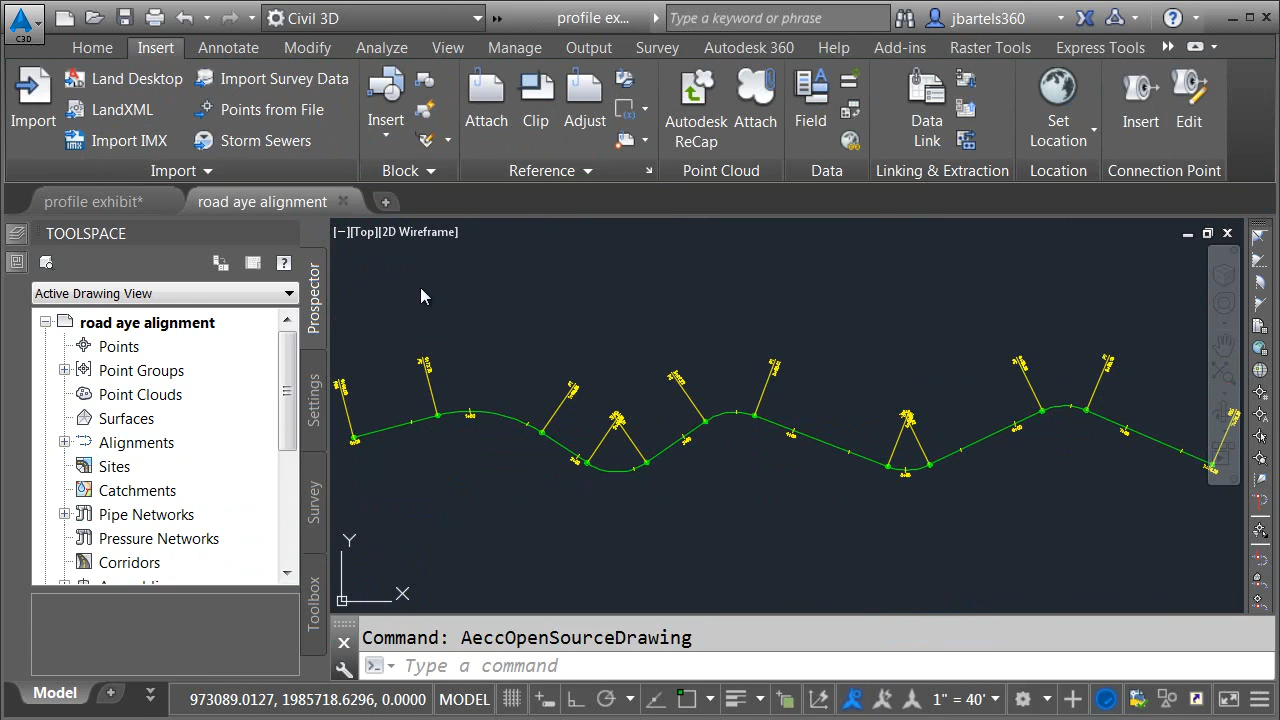 C3D
Civil 3D
profile ex...
Type a keyword or phrase
jbartels360
Home Insert Annotate Modify Analyze View Manage Output Survey Autodesk 360 Help Add-ins Raster Tools Express Tools
Import
Land Desktop
LandXML
Import IMX
Import Survey Data
Points from File
Storm Sewers
Insert
Attach
Clip
Adjust
Autodesk
ReCap
Attach
Field
Data
Link
Set
Location
Insert
Edit
Import Block Reference Point Cloud Data Linking & Extraction Location Connection Point
profile exhibit*
road aye alignment
TOOLSPACE
Active Drawing View
road aye alignment
Points
Point Groups
Point Clouds
Surfaces
Alignments
Sites
Catchments
Pipe Networks
Pressure Networks
Corridors
Prospector
Settings
Survey
Toolbox
[−][Top][2D Wireframe]
Y
X
Command: AeccOpenSourceDrawing
Type a command
Model
973089.0127, 1985718.6296, 0.0000
MODEL
1" = 40'